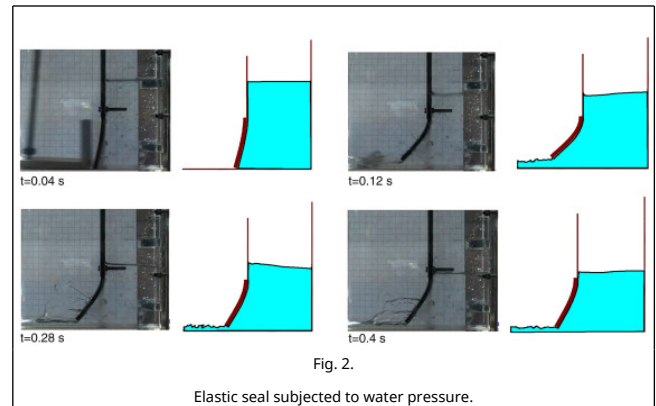 t=0.04 s
t=0.12 s
t=0.28 s
t=0.4 s
Fig. 2.
Elastic seal subjected to water pressure.